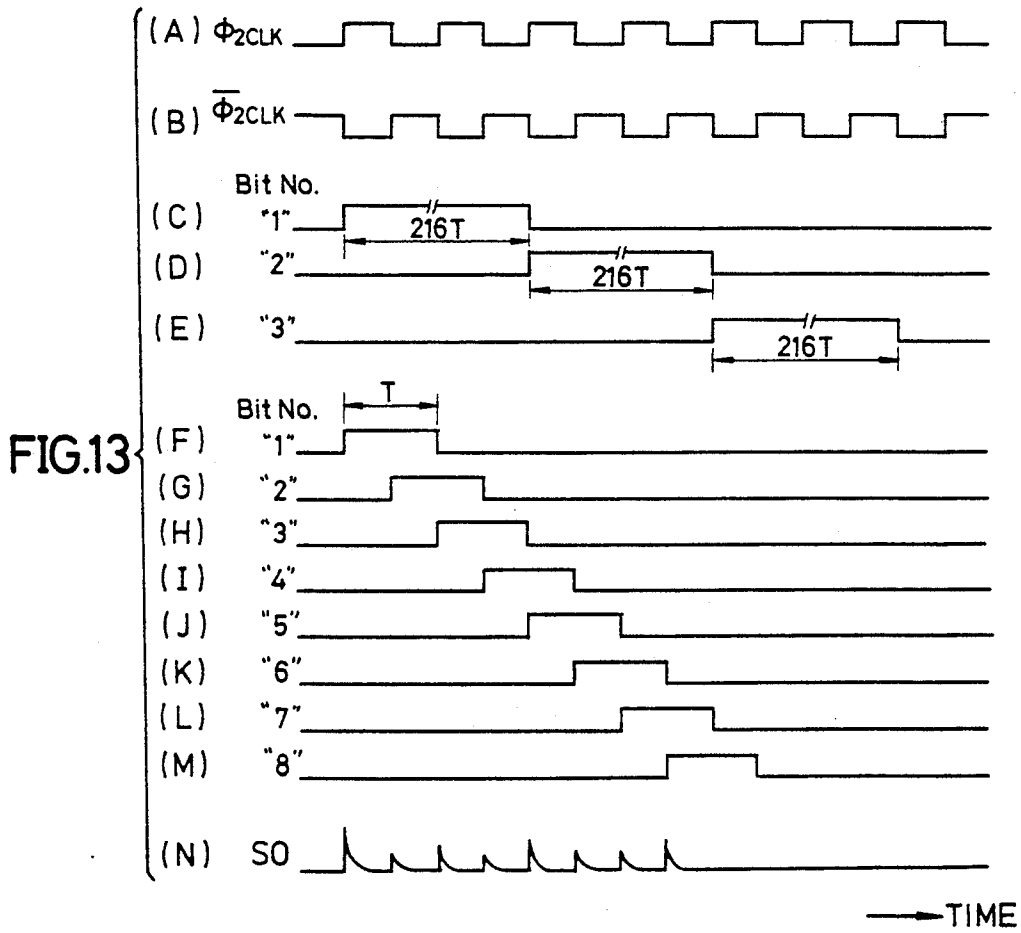 FIG.13
(A) Φ2CLK
(B) Φ̅2CLK
Bit No.
(C) "1" 216T
(D) "2" 216T
(E) "3" 216T
Bit No. T
(F) "1"
(G) "2"
(H) "3"
(I) "4"
(J) "5"
(K) "6"
(L) "7"
(M) "8"
(N) SO
TIME